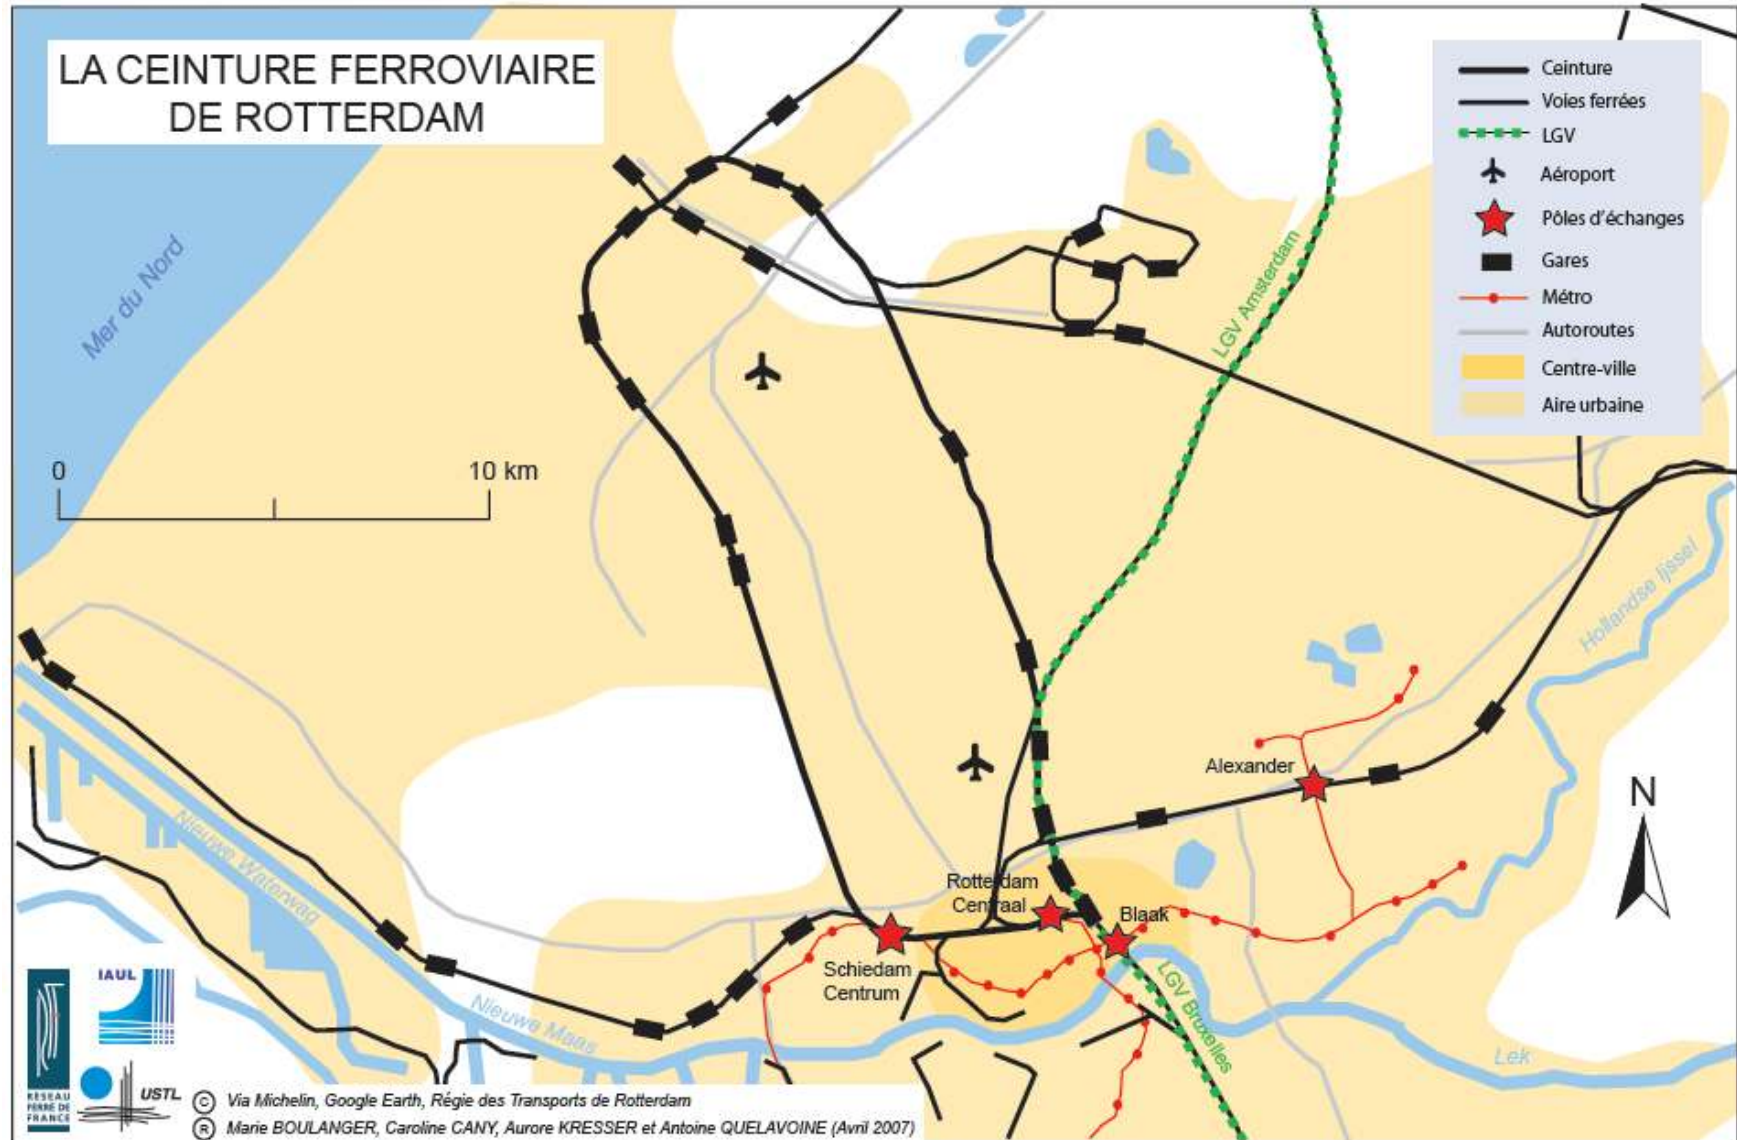 LA CEINTURE FERROVIAIRE
DE ROTTERDAM
Ceinture
Voies ferrées
LGV
Aéroport
Pôles d'échanges
Gares
Métro
Autoroutes
Centre-ville
Aire urbaine
Mer du Nord
LGV Amsterdam
0
10 km
Hollandse Ijssel
Alexander
N
Nieuwe Waterwag
Rotterdam
Centraal
Blaak
Schiedam
Centrum
LGV Bruxelles
Nieuwe Maas
Lek
IAUL
RESEAU
FERRE DE
FRANCE
USTL
C Via Michelin, Google Earth, Régie des Transports de Rotterdam
R Marie BOULANGER, Caroline CANY, Aurore KRESSER et Antoine QUELAVOINE (Avril 2007)